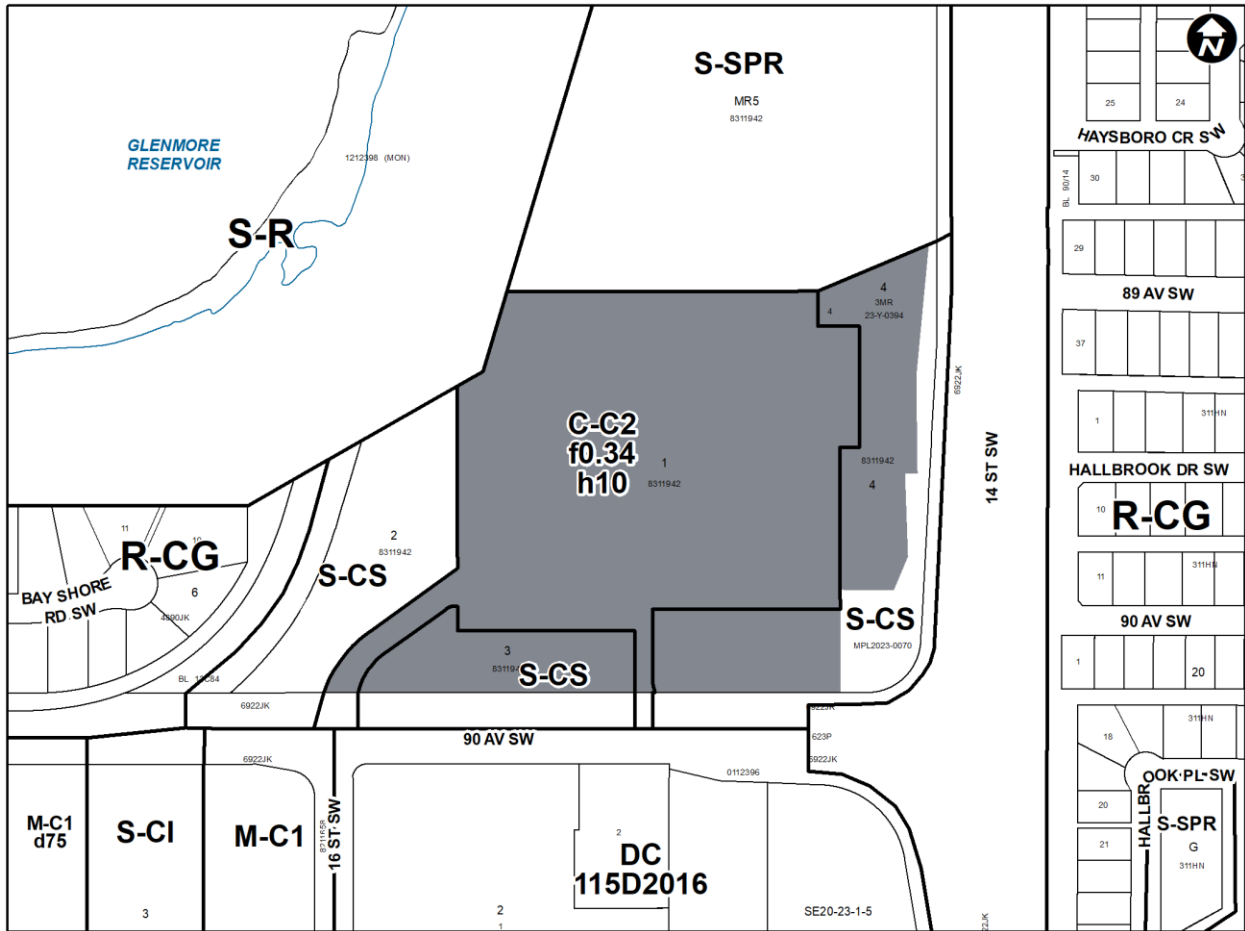 N
S-SPR
MR5
8311942
25
24
HAYSBORO CR SW
GLENMORE
RESERVOIR
1212398 (MON)
BL 90/14
30
3
S-R
29
89 AV SW
4
3MR
23-Y-0394
4
37
6922JK
C-C2
f0.34
h10
1
8311942
8311942
4
14 ST SW
1
311HN
HALLBROOK DR SW
10
R-CG
11
10
R-CG
2
8311942
S-CS
BAY SHORE
RD SW
6
4890JK
11
311HN
S-CS
MPL2023-0070
90 AV SW
3
S-CS
1
20
6922JK
90 AV SW
623P
6922JK
6922JK
0112396
18
311HN
HALLBROOK PL SW
M-C1
d75
S-CI
M-C1
16 ST SW
2
DC
115D2016
20
S-SPR
G
311HN
21
3
2
1
SE20-23-1-5